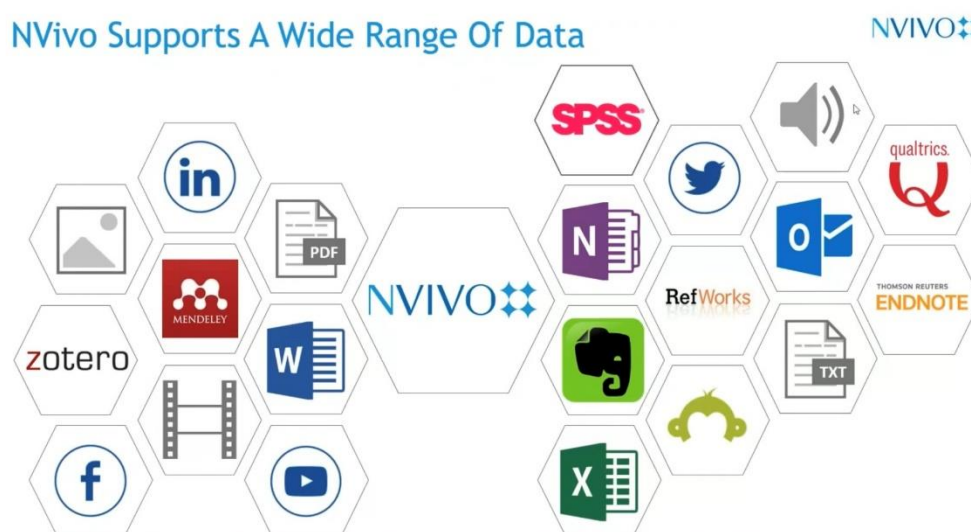 NVivo Supports A Wide Range Of Data
NVIVO
SPSS
qualtrics.
Q
in
PDF
N
O
MENDELEY
NVIVO
RefWorks
THOMSON REUTERS
ENDNOTE
zotero
W
TXT
f
X